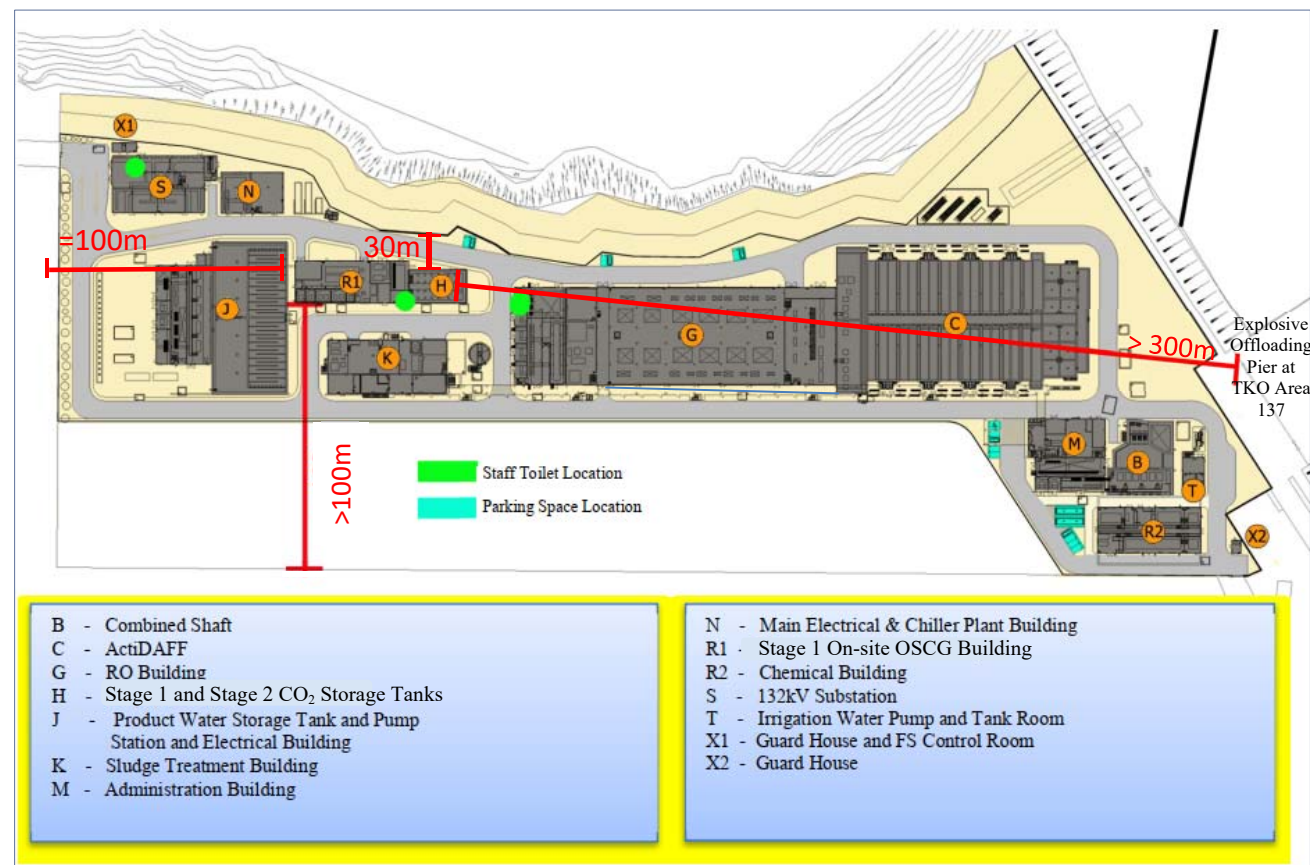 X1
S
N
=100m
30m
R1
H
J
G
C
K
> 300m
Explosive
Offloading
Pier at
TKO Area
137
>100m
M
B
T
R2
X2
Staff Toilet Location
Parking Space Location
B - Combined Shaft
C - ActiDAFF
G - RO Building
H - Stage 1 and Stage 2 CO₂ Storage Tanks
J - Product Water Storage Tank and Pump
Station and Electrical Building
K - Sludge Treatment Building
M - Administration Building
N - Main Electrical & Chiller Plant Building
R1 - Stage 1 On-site OSCG Building
R2 - Chemical Building
S - 132kV Substation
T - Irrigation Water Pump and Tank Room
X1 - Guard House and FS Control Room
X2 - Guard House